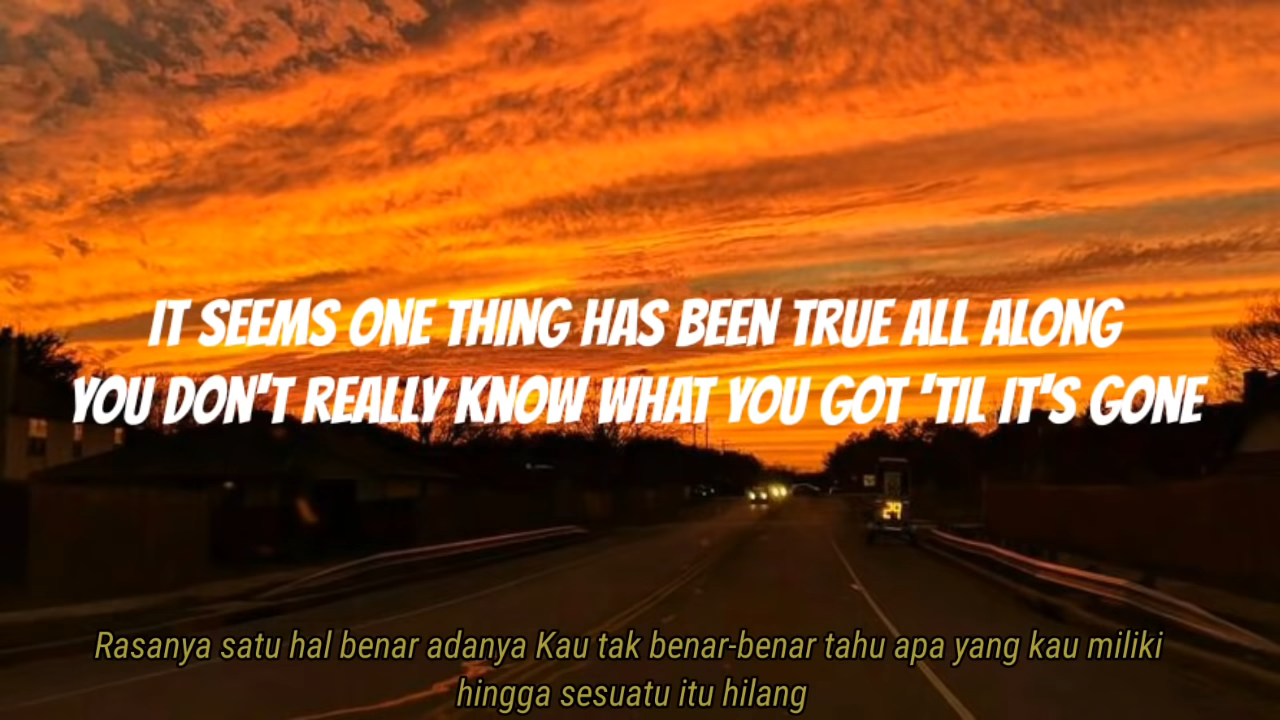 IT SEEMS ONE THING HAS BEEN TRUE ALL ALONG
YOU DON'T REALLY KNOW WHAT YOU GOT 'TIL IT'S GONE
29
Rasanya satu hal benar adanya Kau tak benar-benar tahu apa yang kau miliki
hingga sesuatu itu hilang